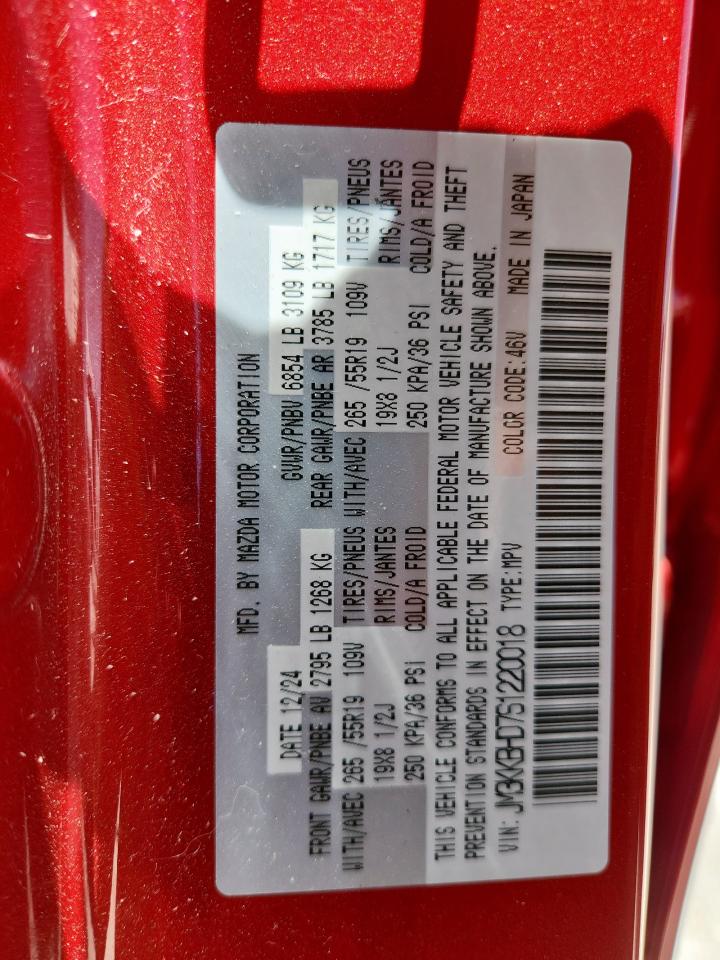 MFD. BY MAZDA MOTOR CORPORATION
DATE 12/24 GVWR/PNBV 6854 LB 3109 KG
FRONT GAWR/PNBE AV 2795 LB 1268 KG REAR GAWR/PNBE AR 3785 LB 1717 KG
WITH/AVEC 265 /55R19 109V TIRES/PNEUS WITH/AVEC 265 /55R19 109V TIRES/PNEUS
19X8 1/2J RIMS/JANTES 19X8 1/2J RIMS/JANTES
250 KPA/36 PSI COLD/A FROID 250 KPA/36 PSI COLD/A FROID
THIS VEHICLE CONFORMS TO ALL APPLICABLE FEDERAL MOTOR VEHICLE SAFETY AND THEFT
PREVENTION STANDARDS IN EFFECT ON THE DATE OF MANUFACTURE SHOWN ABOVE.
VIN: JM3KKBHD7S1220018 TYPE:MPV COLOR CODE:46V MADE IN JAPAN